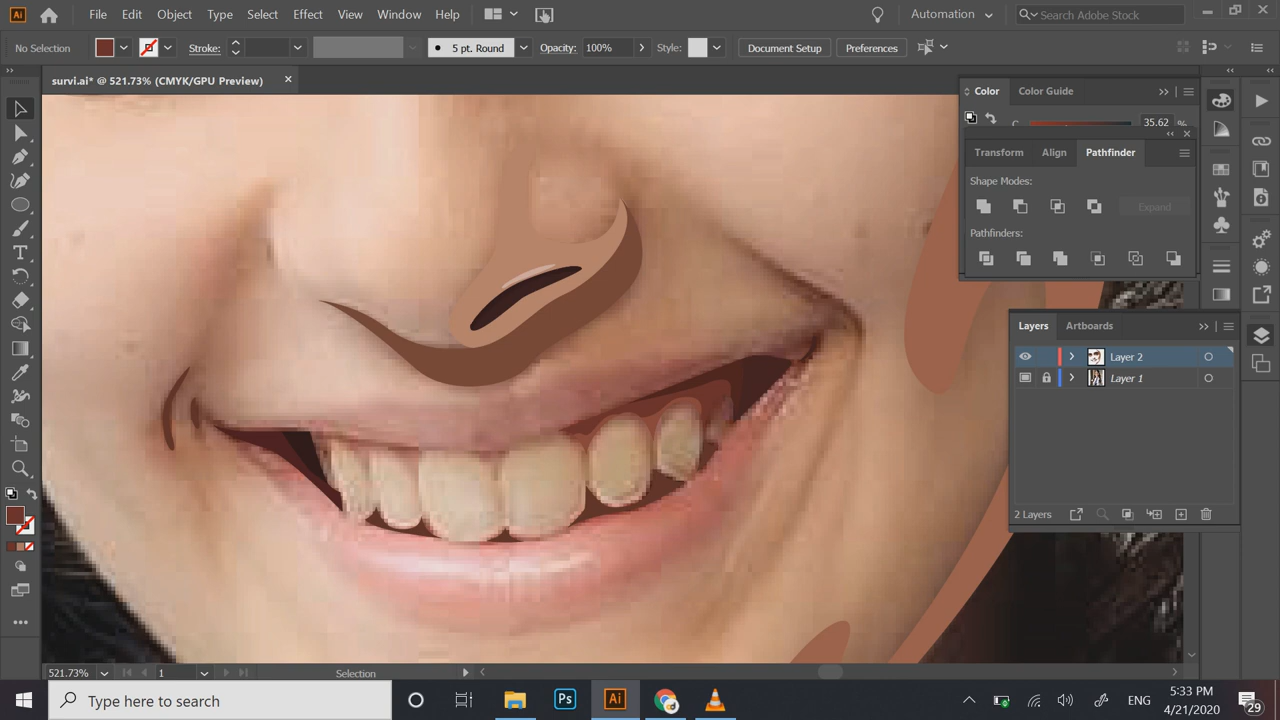 Ai File Edit Object Type Select Effect View Window Help Automation Search Adobe Stock
No Selection Stroke: 5 pt. Round Opacity: 100% Style: Document Setup Preferences
survi.ai* @ 521.73% (CMYK/GPU Preview)
Color Color Guide
C 35.62 %
Transform Align Pathfinder
Shape Modes:
Expand
Pathfinders:
Layers Artboards
Layer 2
Layer 1
2 Layers
521.73% 1 Selection
Type here to search Ps Ai ENG 5:33 PM
4/21/2020 29